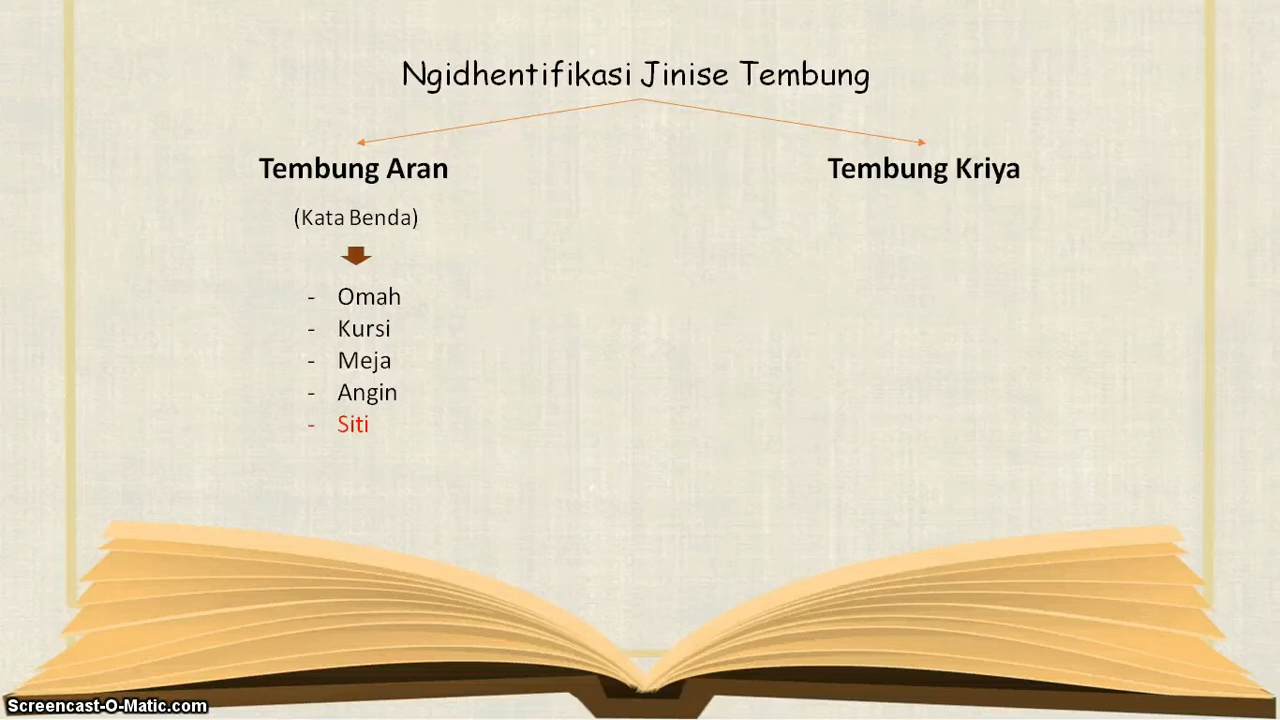 Ngidhentifikasi Jinise Tembung
Tembung Aran
(Kata Benda)
- Omah
- Kursi
- Meja
- Angin
- Siti
Tembung Kriya
Screencast-O-Matic.com